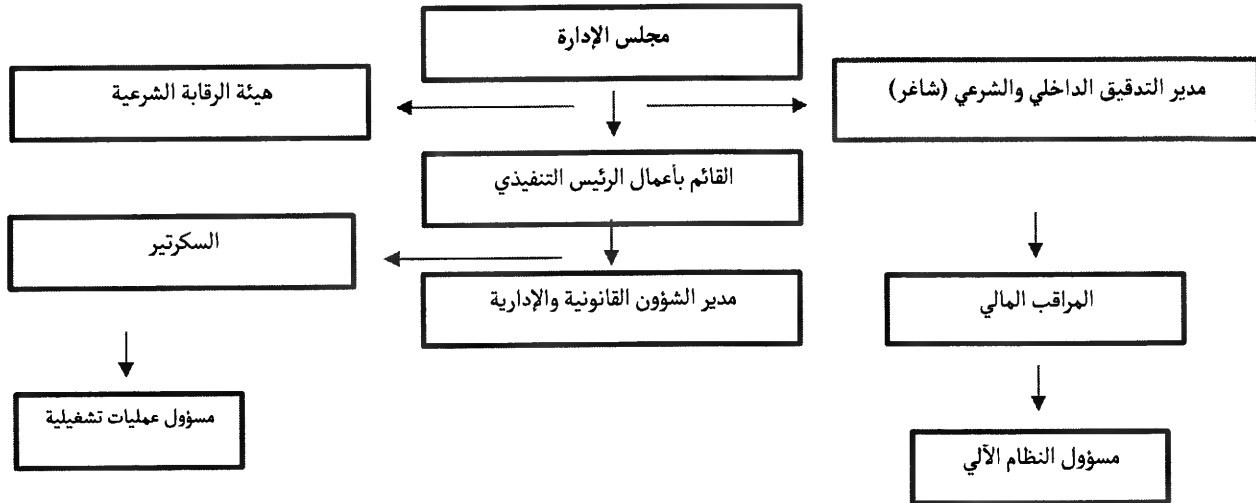 مجلس الإدارة
مدير التدقيق الداخلي والشرعي (شاغر)
هيئة الرقابة الشرعية
القائم بأعمال الرئيس التنفيذي
السكرتير
مدير الشؤون القانونية والإدارية
المراقب المالي
مسؤول عمليات تشغيلية
مسؤول النظام الآلي